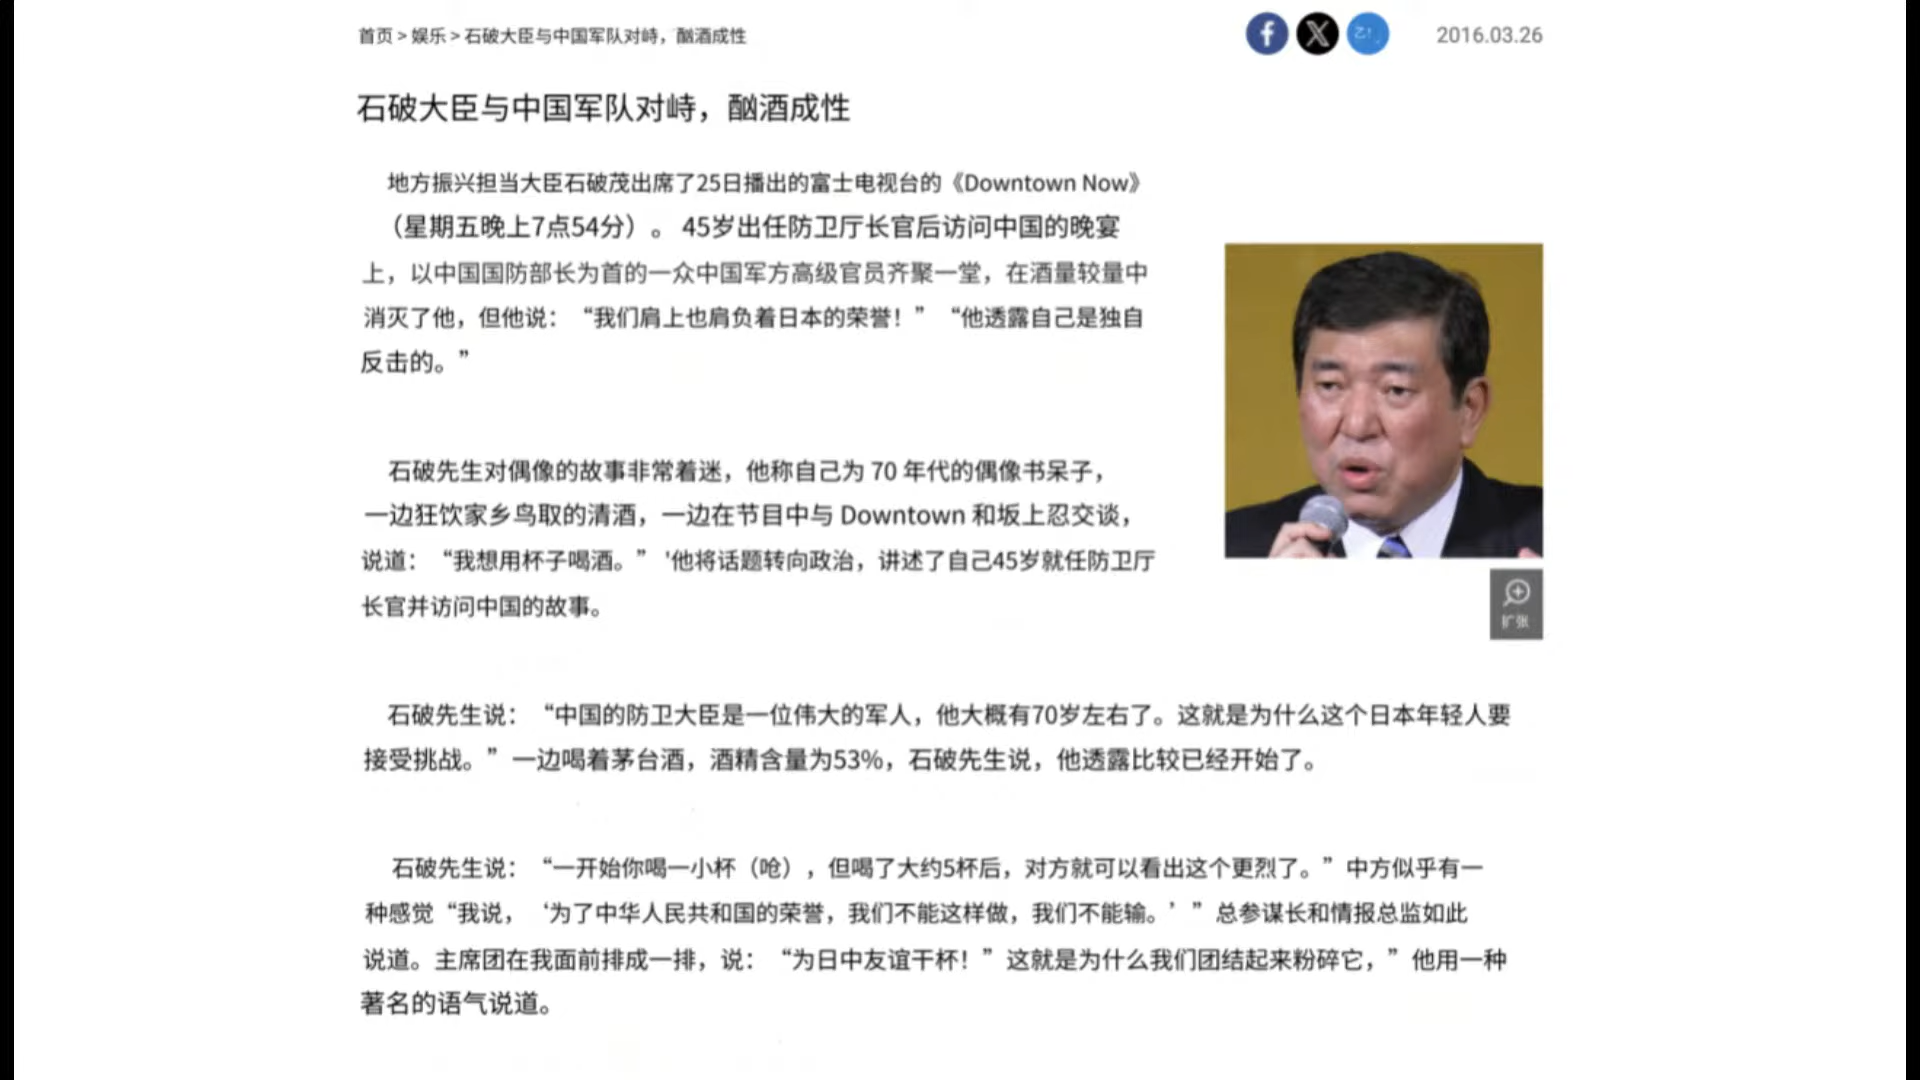 首页 > 娱乐 > 石破大臣与中国军队对峙，酗酒成性
2016.03.26
石破大臣与中国军队对峙，酗酒成性
地方振兴担当大臣石破茂出席了25日播出的富士电视台的《Downtown Now》
（星期五晚上7点54分）。 45岁出任防卫厅长官后访问中国的晚宴
上，以中国国防部长为首的一众中国军方高级官员齐聚一堂，在酒量较量中
消灭了他，但他说：“我们肩上也肩负着日本的荣誉！”“他透露自己是独自
反击的。”
石破先生对偶像的故事非常着迷，他称自己为 70 年代的偶像书呆子，
一边狂饮家乡鸟取的清酒，一边在节目中与 Downtown 和坂上忍交谈，
说道：“我想用杯子喝酒。”'他将话题转向政治，讲述了自己45岁就任防卫厅
长官并访问中国的故事。
扩张
石破先生说：“中国的防卫大臣是一位伟大的军人，他大概有70岁左右了。这就是为什么这个日本年轻人要
接受挑战。”一边喝着茅台酒，酒精含量为53%，石破先生说，他透露比较已经开始了。
石破先生说：“一开始你喝一小杯（呛），但喝了大约5杯后，对方就可以看出这个更烈了。”中方似乎有一
种感觉“我说，‘为了中华人民共和国的荣誉，我们不能这样做，我们不能输。’”总参谋长和情报总监如此
说道。主席团在我面前排成一排，说：“为日中友谊干杯！”这就是为什么我们团结起来粉碎它，”他用一种
著名的语气说道。